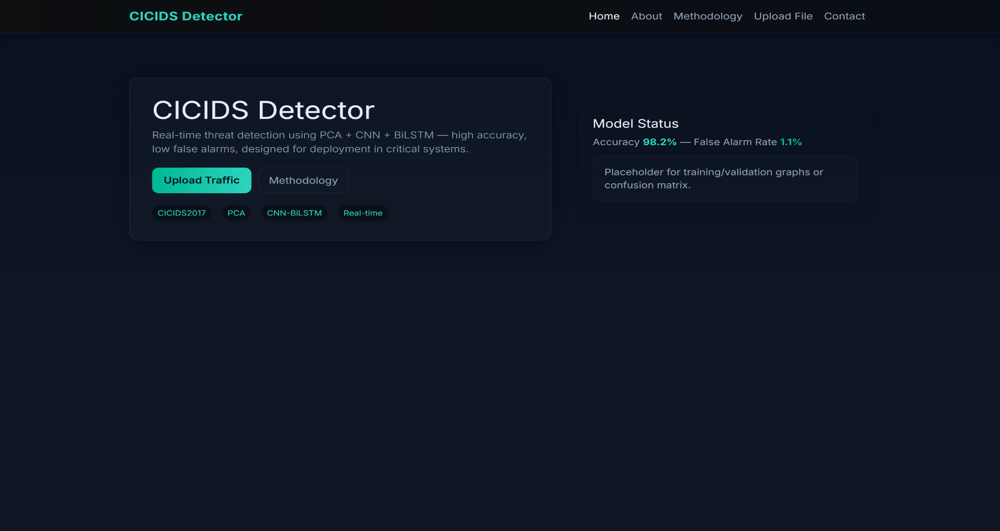 CICIDS Detector
Home About Methodology Upload File Contact
CICIDS Detector
Real-time threat detection using PCA + CNN + BiLSTM — high accuracy,
low false alarms, designed for deployment in critical systems.
Upload Traffic Methodology
CICIDS2017 PCA CNN-BiLSTM Real-time
Model Status
Accuracy 98.2% — False Alarm Rate 1.1%
Placeholder for training/validation graphs or
confusion matrix.